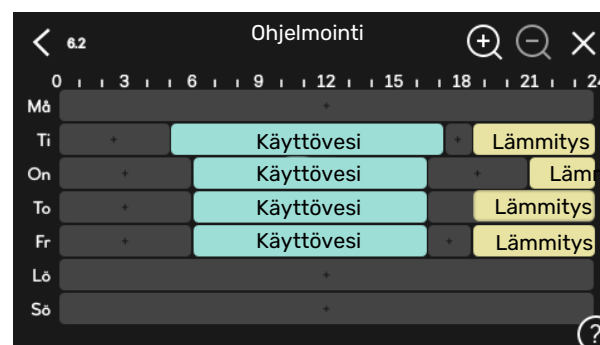 6.2 Ohjelmointi
0 3 6 9 12 15 18 21 24
Må
Ti Käyttövesi Lämmitys
On Käyttövesi Läm
To Käyttövesi Lämmitys
Fr Käyttövesi Lämmitys
Lö
Sö
?